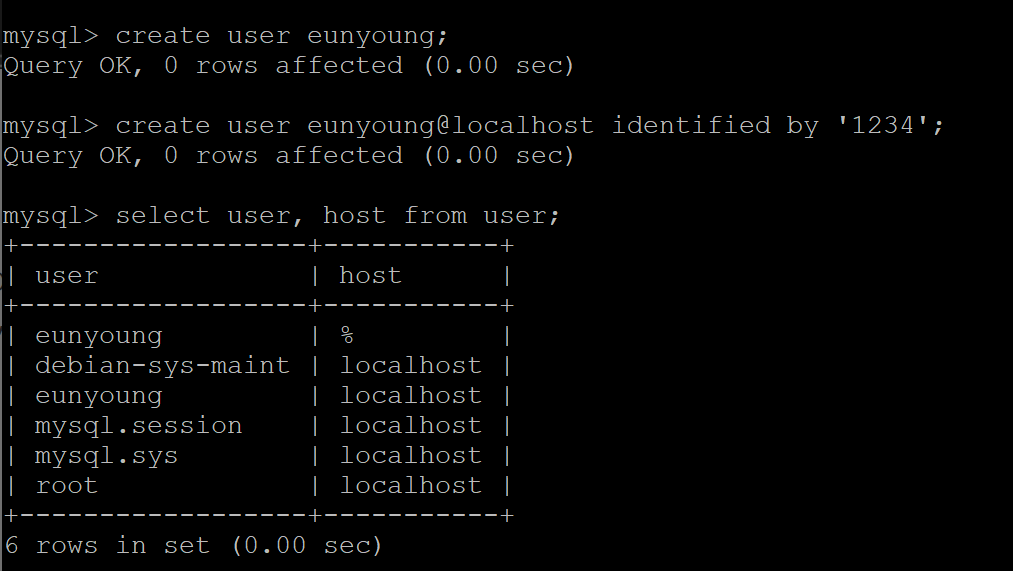 mysql> create user eunyoung;
Query OK, 0 rows affected (0.00 sec)
mysql> create user eunyoung@localhost identified by '1234';
Query OK, 0 rows affected (0.00 sec)
mysql> select user, host from user;
+------------------+-----------+
| user             | host      |
+------------------+-----------+
| eunyoung         | %         |
| debian-sys-maint | localhost |
| eunyoung         | localhost |
| mysql.session    | localhost |
| mysql.sys        | localhost |
| root             | localhost |
+------------------+-----------+
6 rows in set (0.00 sec)